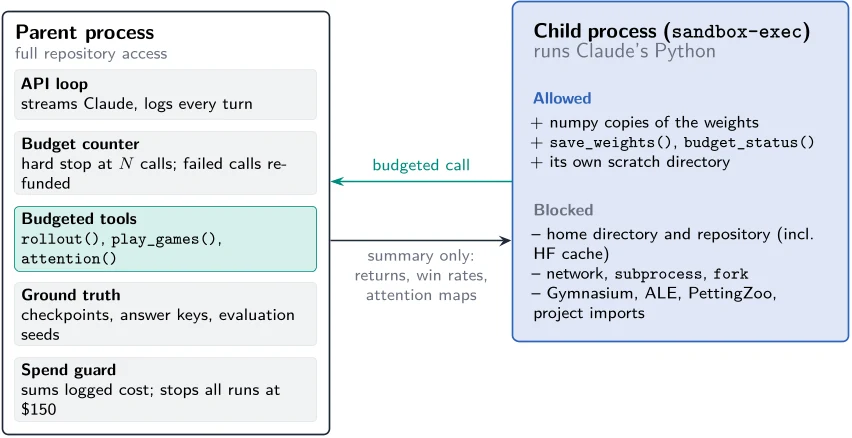 Parent process
full repository access
API loop
streams Claude, logs every turn
Budget counter
hard stop at N calls; failed calls re-
funded
Budgeted tools
rollout(), play_games(),
attention()
Ground truth
checkpoints, answer keys, evaluation
seeds
Spend guard
sums logged cost; stops all runs at
$150
budgeted call
summary only:
returns, win rates,
attention maps
Child process (sandbox-exec)
runs Claude's Python
Allowed
+ numpy copies of the weights
+ save_weights(), budget_status()
+ its own scratch directory
Blocked
– home directory and repository (incl.
HF cache)
– network, subprocess, fork
– Gymnasium, ALE, PettingZoo,
project imports